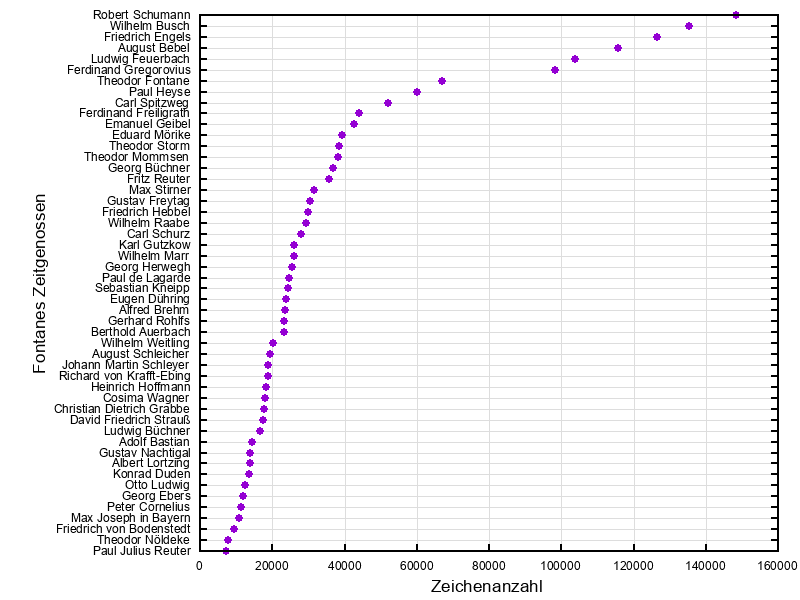 Robert Schumann
Wilhelm Busch
Friedrich Engels
August Bebel
Ludwig Feuerbach
Ferdinand Gregorovius
Theodor Fontane
Paul Heyse
Carl Spitzweg
Ferdinand Freiligrath
Emanuel Geibel
Eduard Mörike
Theodor Storm
Theodor Mommsen
Georg Büchner
Fritz Reuter
Max Stirner
Gustav Freytag
Friedrich Hebbel
Wilhelm Raabe
Carl Schurz
Karl Gutzkow
Wilhelm Marr
Georg Herwegh
Paul de Lagarde
Sebastian Kneipp
Eugen Dühring
Alfred Brehm
Gerhard Rohlfs
Berthold Auerbach
Wilhelm Weitling
August Schleicher
Johann Martin Schleyer
Richard von Krafft-Ebing
Heinrich Hoffmann
Cosima Wagner
Christian Dietrich Grabbe
David Friedrich Strauß
Ludwig Büchner
Adolf Bastian
Gustav Nachtigal
Albert Lortzing
Konrad Duden
Otto Ludwig
Georg Ebers
Peter Cornelius
Max Joseph in Bayern
Friedrich von Bodenstedt
Theodor Nöldeke
Paul Julius Reuter
Fontanes Zeitgenossen
0 20000 40000 60000 80000 100000 120000 140000 160000
Zeichenanzahl